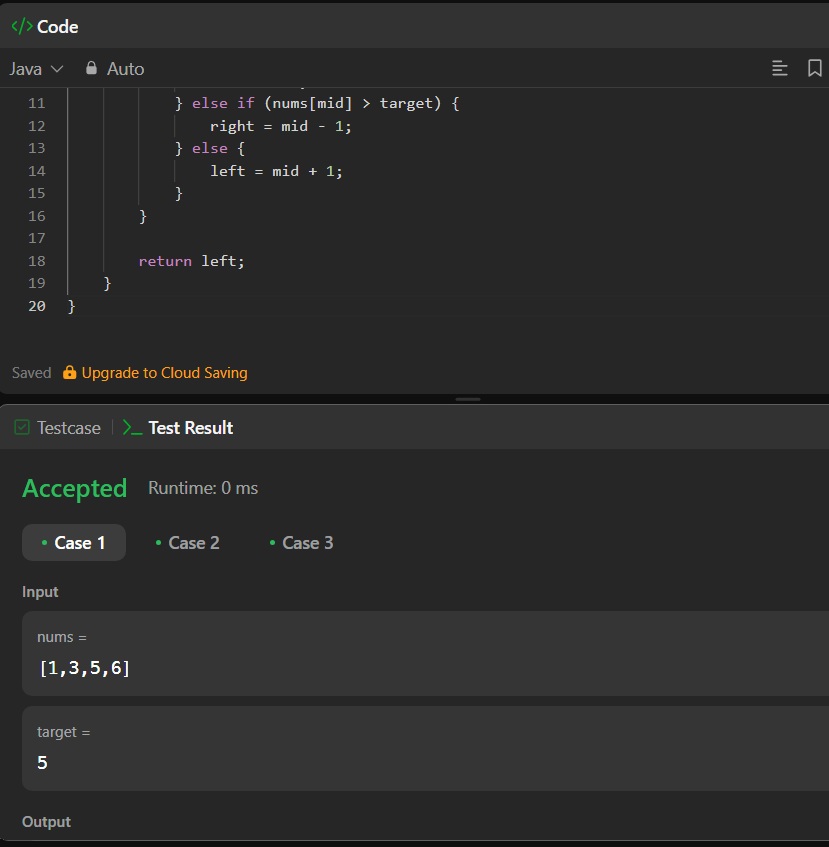 </> Code
Java Auto
11 } else if (nums[mid] > target) {
12 right = mid - 1;
13 } else {
14 left = mid + 1;
15 }
16 }
17
18 return left;
19 }
20 }
Saved Upgrade to Cloud Saving
Testcase >_ Test Result
Accepted Runtime: 0 ms
• Case 1 • Case 2 • Case 3
Input
nums =
[1,3,5,6]
target =
5
Output